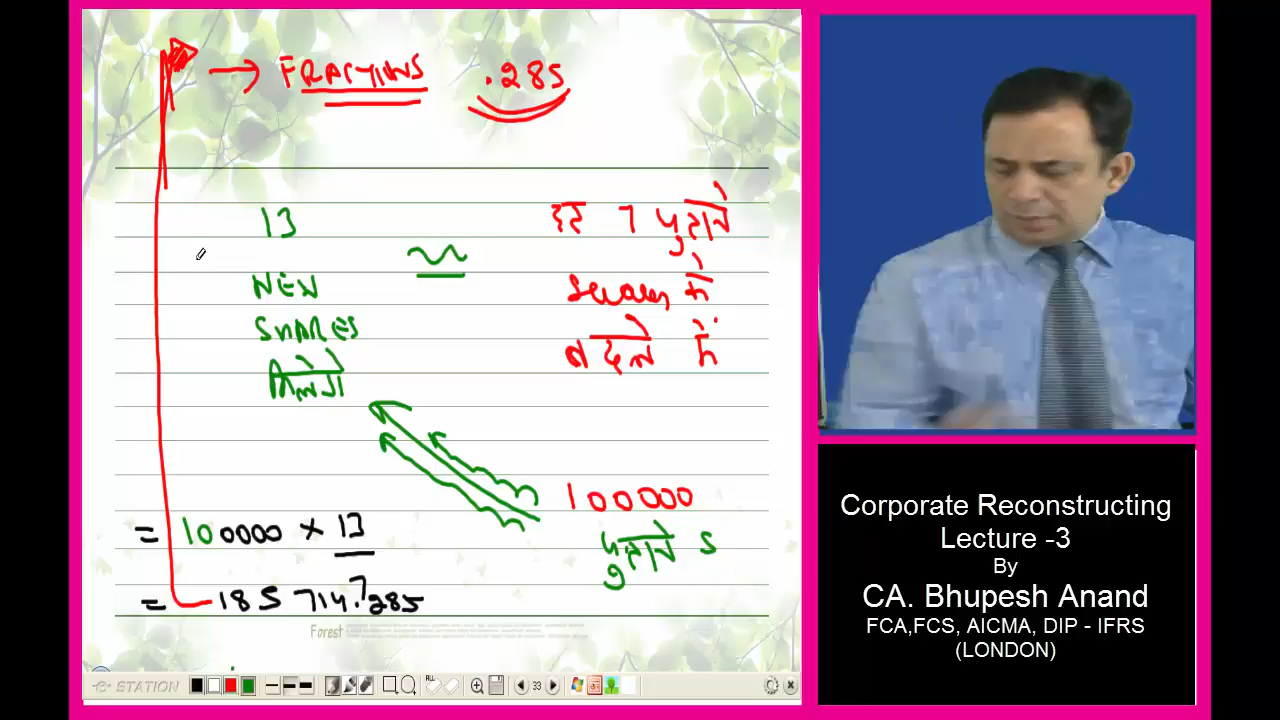 → FRACTIONS .285
13
NEW
SHARES
मिलेंगे
हर 7 पुराने
Shares के
बदले में
100000
पुराने S
= 100000 × 13
7
= 185714.285
Forest
e-STATION
33
Corporate Reconstructing
Lecture -3
By
CA. Bhupesh Anand
FCA,FCS, AICMA, DIP - IFRS
(LONDON)